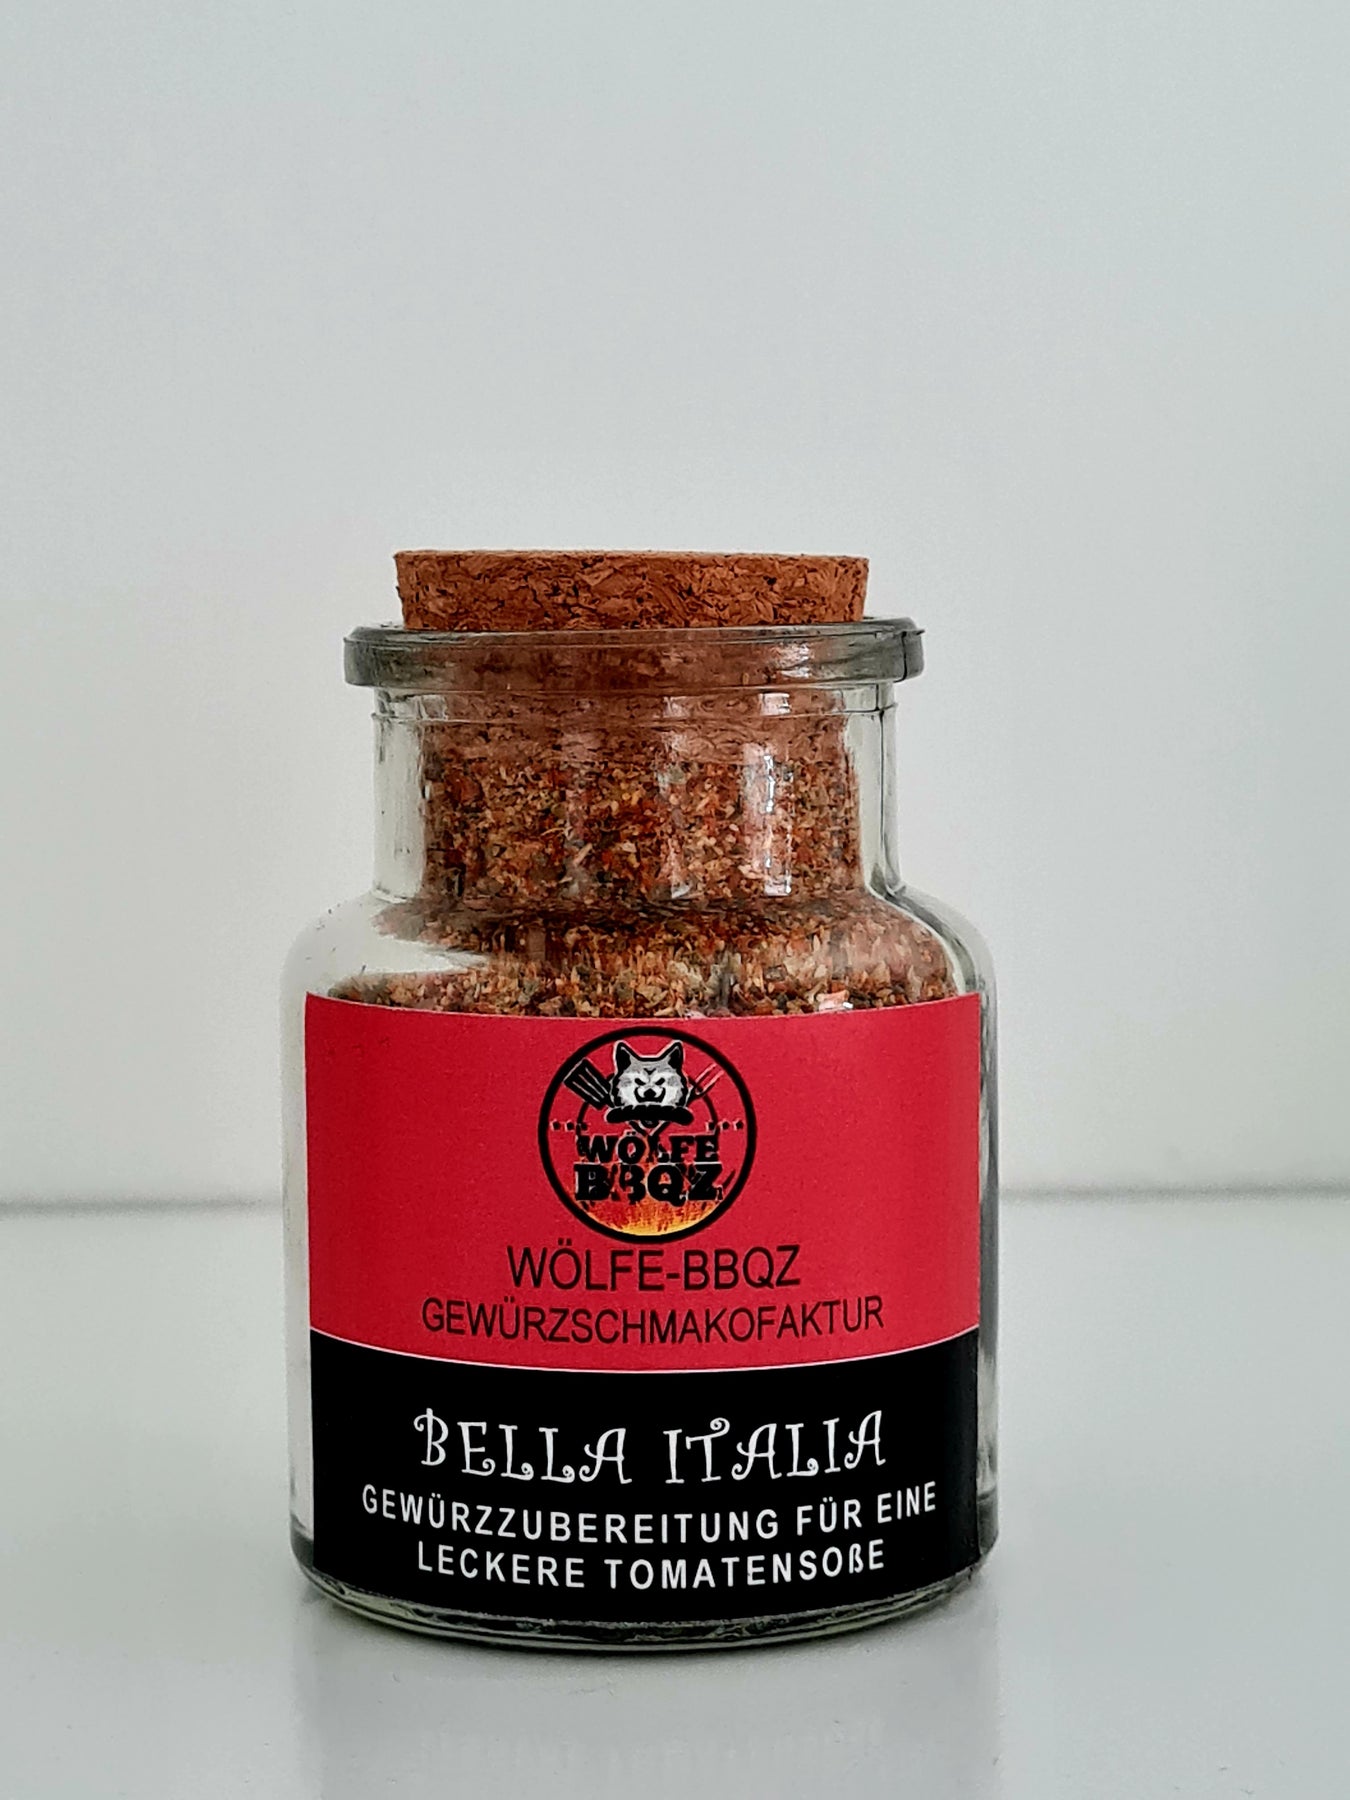 WÖLFE
BBQZ
WÖLFE-BBQZ
GEWÜRZSCHMAKOFAKTUR
BELLA ITALIA
GEWÜRZZUBEREITUNG FÜR EINE
LECKERE TOMATENSOßE